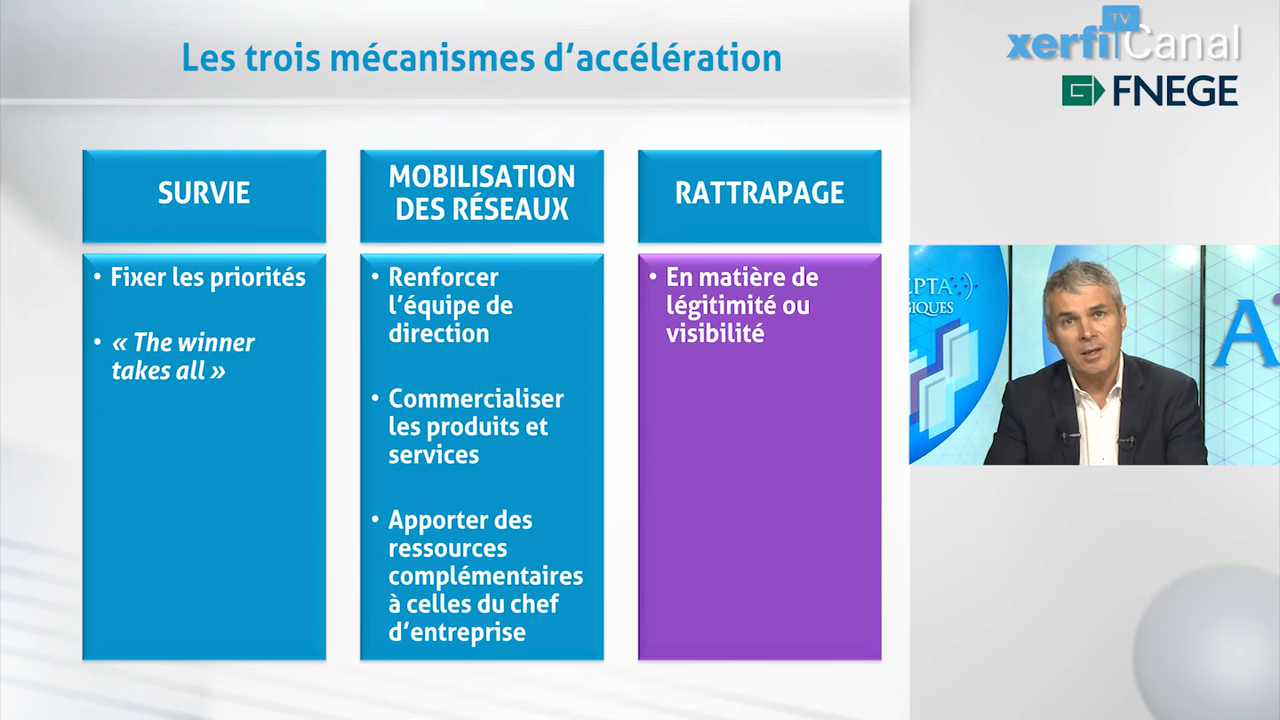 Les trois mécanismes d’accélération
xerfi TV Canal
FNEGE
SURVIE
• Fixer les priorités
• « The winner
takes all »
MOBILISATION
DES RÉSEAUX
• Renforcer
l’équipe de
direction
• Commercialiser
les produits et
services
• Apporter des
ressources
complémentaires
à celles du chef
d’entreprise
RATTRAPAGE
• En matière de
légitimité ou
visibilité
A